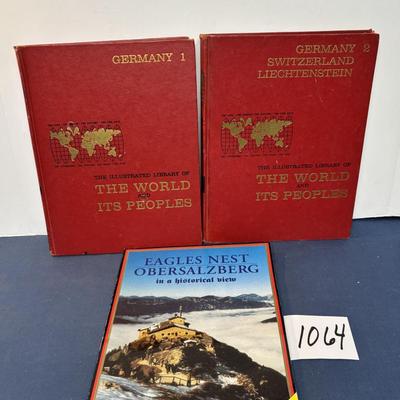 GERMANY 1
THE ILLUSTRATED LIBRARY OF
THE WORLD
AND
ITS PEOPLES
GERMANY 2
SWITZERLAND
LIECHTENSTEIN
THE ILLUSTRATED LIBRARY OF
THE WORLD
AND
ITS PEOPLES
EAGLES NEST
OBERSALZBERG
in a historical view
1064